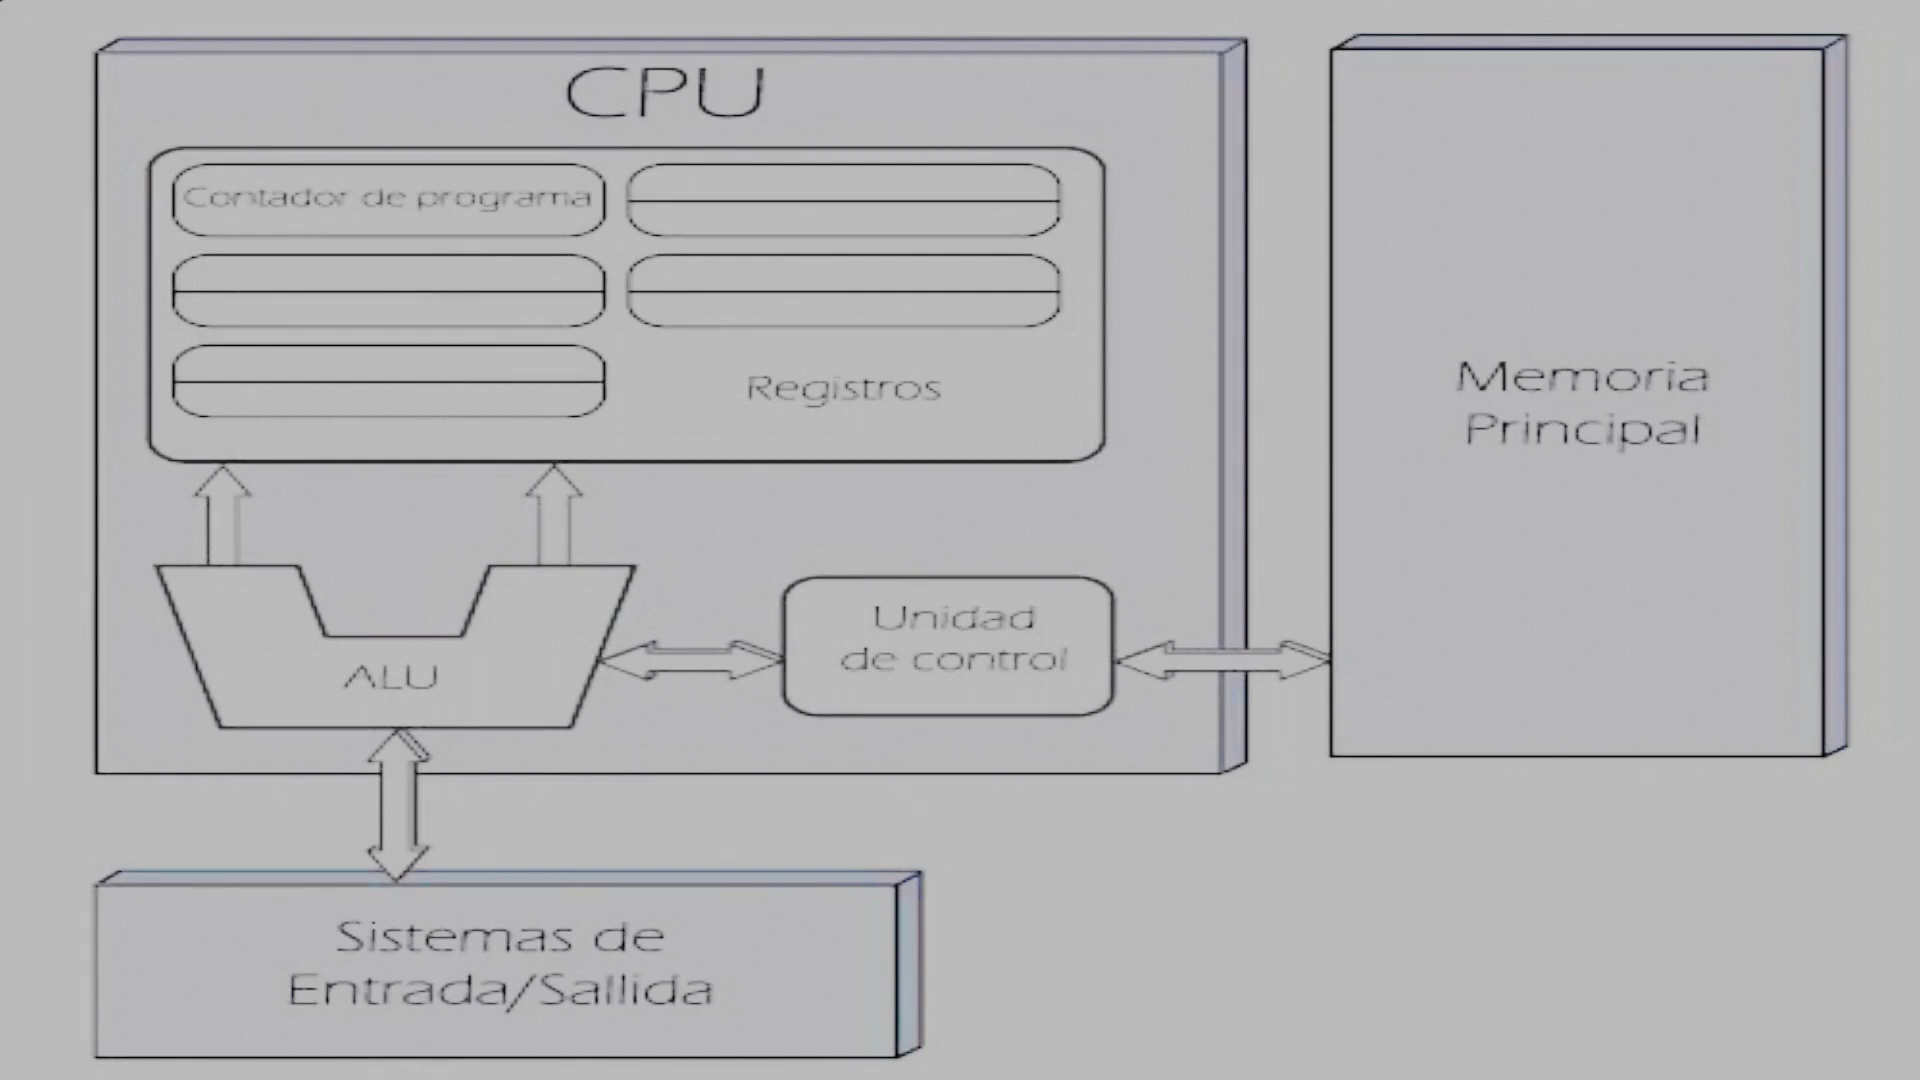 CPU
Contador de programa
Registros
Memoria
Principal
ALU
Unidad
de control
Sistemas de
Entrada/Sallida